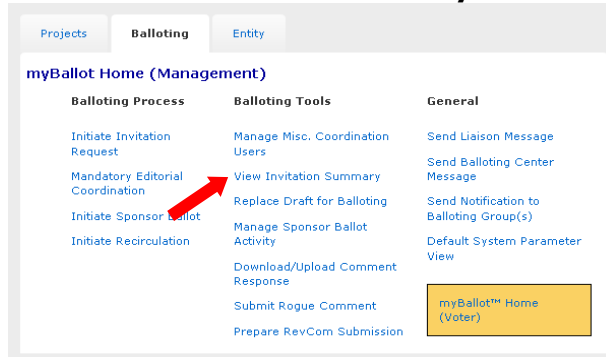 Projects
Balloting
Entity
myBallot Home (Management)
Balloting Process
Initiate Invitation
Request
Mandatory Editorial
Coordination
Initiate Sponsor Ballot
Initiate Recirculation
Balloting Tools
Manage Misc. Coordination
Users
View Invitation Summary
Replace Draft for Balloting
Manage Sponsor Ballot
Activity
Download/Upload Comment
Response
Submit Rogue Comment
Prepare RevCom Submission
General
Send Liaison Message
Send Balloting Center
Message
Send Notification to
Balloting Group(s)
Default System Parameter
View
myBallot™ Home
(Voter)